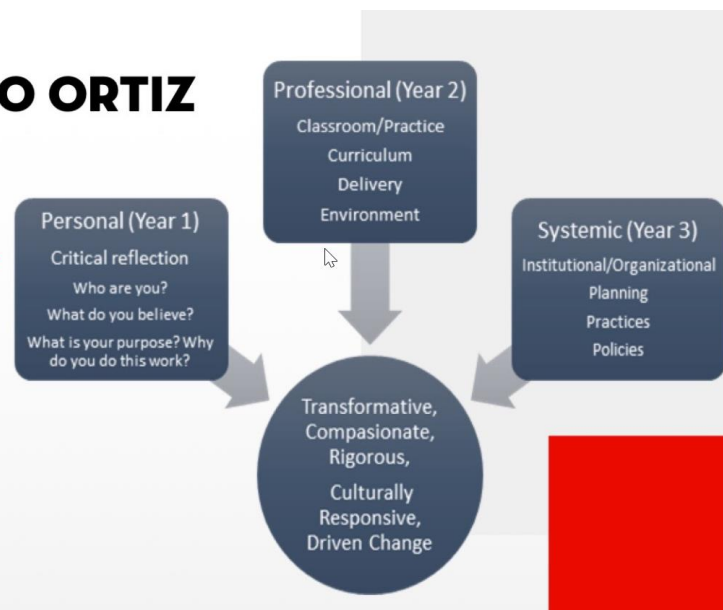 O ORTIZ
Personal (Year 1)
Critical reflection
Who are you?
What do you believe?
What is your purpose? Why
do you do this work?
Professional (Year 2)
Classroom/Practice
Curriculum
Delivery
Environment
Systemic (Year 3)
Institutional/Organizational
Planning
Practices
Policies
Transformative,
Compasionate,
Rigorous,
Culturally
Responsive,
Driven Change